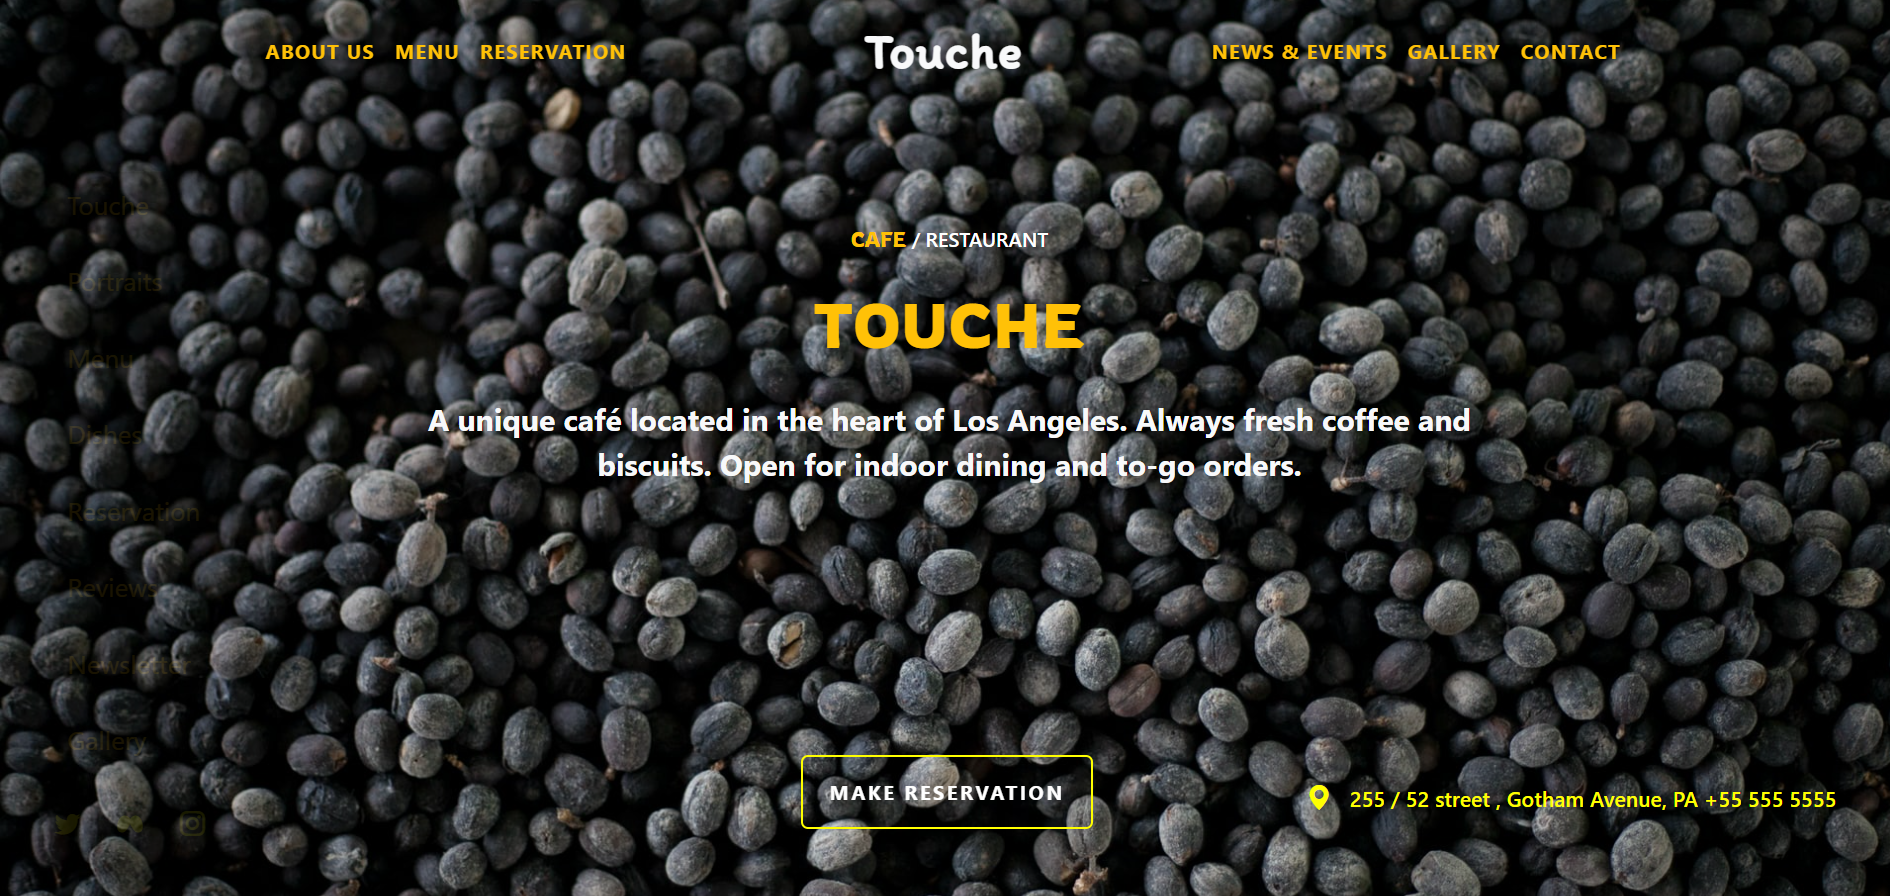 ABOUT US MENU RESERVATION
Touche
NEWS & EVENTS GALLERY CONTACT
Touche
Portraits
Menu
Dishes
Reservation
Reviews
Newsletter
Gallery
CAFE / RESTAURANT
TOUCHE
A unique café located in the heart of Los Angeles. Always fresh coffee and
biscuits. Open for indoor dining and to-go orders.
MAKE RESERVATION
255 / 52 street , Gotham Avenue, PA +55 555 5555